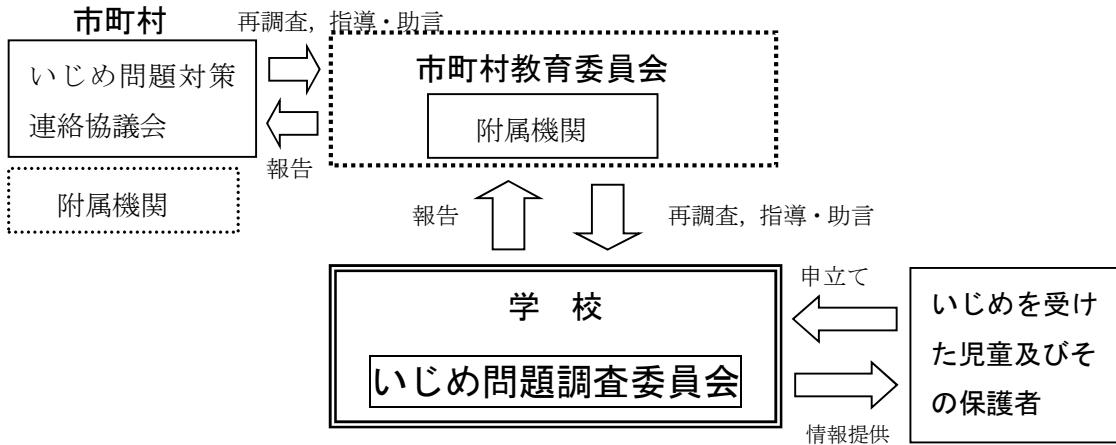 市町村
再調査，指導・助言
いじめ問題対策
連絡協議会
報告
附属機関
市町村教育委員会
附属機関
報告
再調査，指導・助言
学　校
いじめ問題調査委員会
申立て
情報提供
いじめを受け
た児童及びそ
の保護者